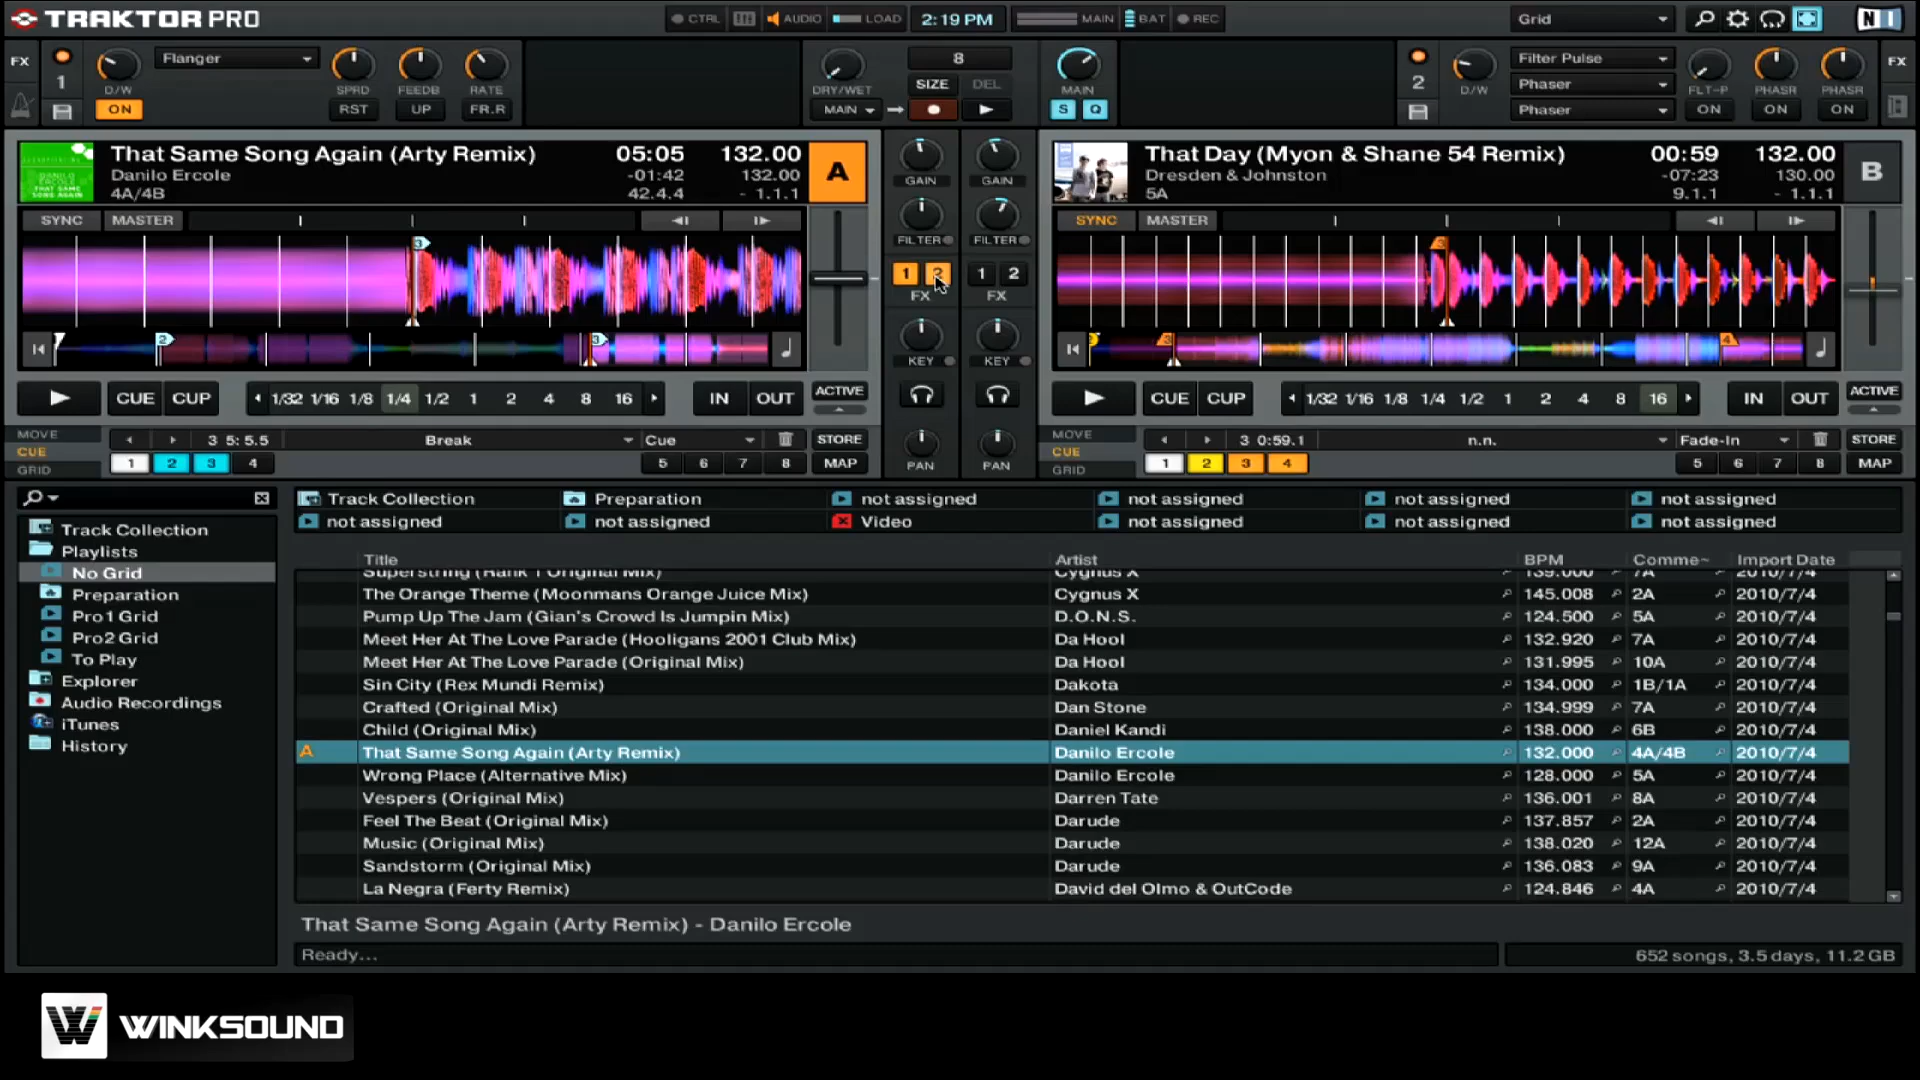 TRAKTOR PRO
CTRL AUDIO LOAD 2:19 PM MAIN BAT REC Grid
FX 1 D/W ON Flanger SPRD RST FEEDB UP RATE FR.R
DRY/WET MAIN 8 SIZE DEL MAIN S Q
2 D/W Filter Pulse Phaser Phaser FLT-P ON PHASR ON PHASR ON FX
That Same Song Again (Arty Remix) 05:05 132.00 A
Danilo Ercole -01:42 132.00
4A/4B 42.4.4 - 1.1.1
DANILO ERCOLE THAT SAME SONG AGAIN
SYNC MASTER
2 3
CUE CUP 1/32 1/16 1/8 1/4 1/2 1 2 4 8 16 IN OUT ACTIVE
MOVE CUE GRID 3 5: 5.5 Break Cue STORE
1 2 3 4 5 6 7 8 MAP
GAIN GAIN
FILTER FILTER
1 2 1 2
FX FX
KEY KEY
PAN PAN
That Day (Myon & Shane 54 Remix) 00:59 132.00 B
Dresden & Johnston -07:23 130.00
5A 9.1.1 - 1.1.1
SYNC MASTER
3 4
CUE CUP 1/32 1/16 1/8 1/4 1/2 1 2 4 8 16 IN OUT ACTIVE
MOVE CUE GRID 3 0:59.1 n.n. Fade-In STORE
1 2 3 4 5 6 7 8 MAP
Track Collection Preparation not assigned not assigned not assigned not assigned
not assigned not assigned Video not assigned not assigned not assigned
Track Collection
Playlists
No Grid
Preparation
Pro1 Grid
Pro2 Grid
To Play
Explorer
Audio Recordings
iTunes
History
Title Artist BPM Comme~ Import Date
Superstring (Rank 1 Original Mix) Cygnus X 139.000 7A 2010/7/4
The Orange Theme (Moonmans Orange Juice Mix) Cygnus X 145.008 2A 2010/7/4
Pump Up The Jam (Gian's Crowd Is Jumpin Mix) D.O.N.S. 124.500 5A 2010/7/4
Meet Her At The Love Parade (Hooligans 2001 Club Mix) Da Hool 132.920 7A 2010/7/4
Meet Her At The Love Parade (Original Mix) Da Hool 131.995 10A 2010/7/4
Sin City (Rex Mundi Remix) Dakota 134.000 1B/1A 2010/7/4
Crafted (Original Mix) Dan Stone 134.999 7A 2010/7/4
Child (Original Mix) Daniel Kandi 138.000 6B 2010/7/4
A That Same Song Again (Arty Remix) Danilo Ercole 132.000 4A/4B 2010/7/4
Wrong Place (Alternative Mix) Danilo Ercole 128.000 5A 2010/7/4
Vespers (Original Mix) Darren Tate 136.001 8A 2010/7/4
Feel The Beat (Original Mix) Darude 137.857 2A 2010/7/4
Music (Original Mix) Darude 138.020 12A 2010/7/4
Sandstorm (Original Mix) Darude 136.083 9A 2010/7/4
La Negra (Ferty Remix) David del Olmo & OutCode 124.846 4A 2010/7/4
That Same Song Again (Arty Remix) - Danilo Ercole
Ready... 652 songs, 3.5 days, 11.2 GB
W WINKSOUND